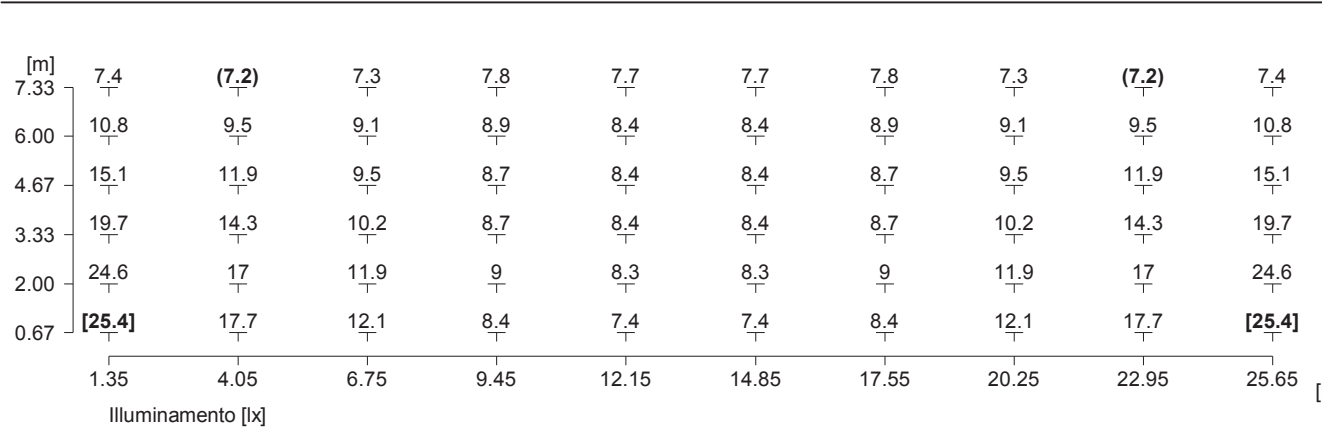 [m]
7.33 7.4 (7.2) 7.3 7.8 7.7 7.7 7.8 7.3 (7.2) 7.4
6.00 10.8 9.5 9.1 8.9 8.4 8.4 8.9 9.1 9.5 10.8
4.67 15.1 11.9 9.5 8.7 8.4 8.4 8.7 9.5 11.9 15.1
3.33 19.7 14.3 10.2 8.7 8.4 8.4 8.7 10.2 14.3 19.7
2.00 24.6 17 11.9 9 8.3 8.3 9 11.9 17 24.6
0.67 [25.4] 17.7 12.1 8.4 7.4 7.4 8.4 12.1 17.7 [25.4]
1.35 4.05 6.75 9.45 12.15 14.85 17.55 20.25 22.95 25.65 [
Illuminamento [lx]